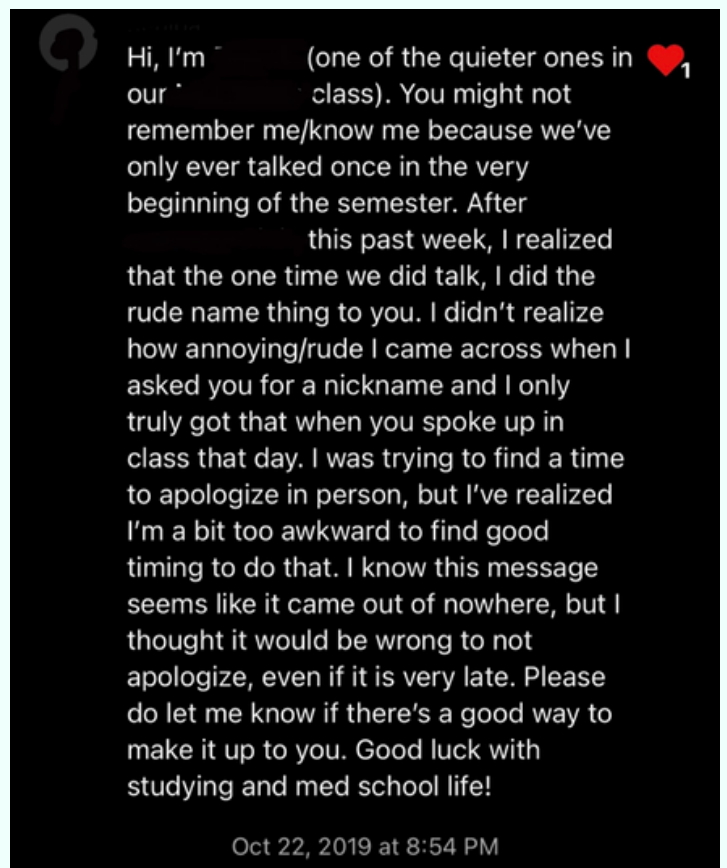 Hi, I’m (one of the quieter ones in
1
our class). You might not
remember me/know me because we’ve
only ever talked once in the very
beginning of the semester. After
this past week, I realized
that the one time we did talk, I did the
rude name thing to you. I didn’t realize
how annoying/rude I came across when I
asked you for a nickname and I only
truly got that when you spoke up in
class that day. I was trying to find a time
to apologize in person, but I’ve realized
I’m a bit too awkward to find good
timing to do that. I know this message
seems like it came out of nowhere, but I
thought it would be wrong to not
apologize, even if it is very late. Please
do let me know if there’s a good way to
make it up to you. Good luck with
studying and med school life!
Oct 22, 2019 at 8:54 PM